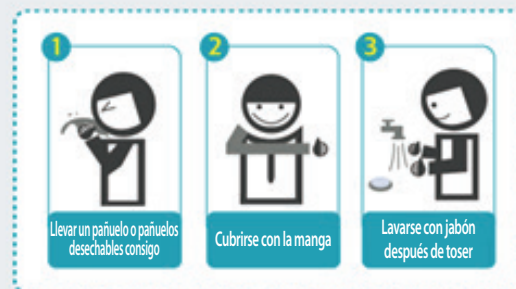 1
Llevar un pañuelo o pañuelos
desechables consigo
2
Cubrirse con la manga
3
Lavarse con jabón
después de toser